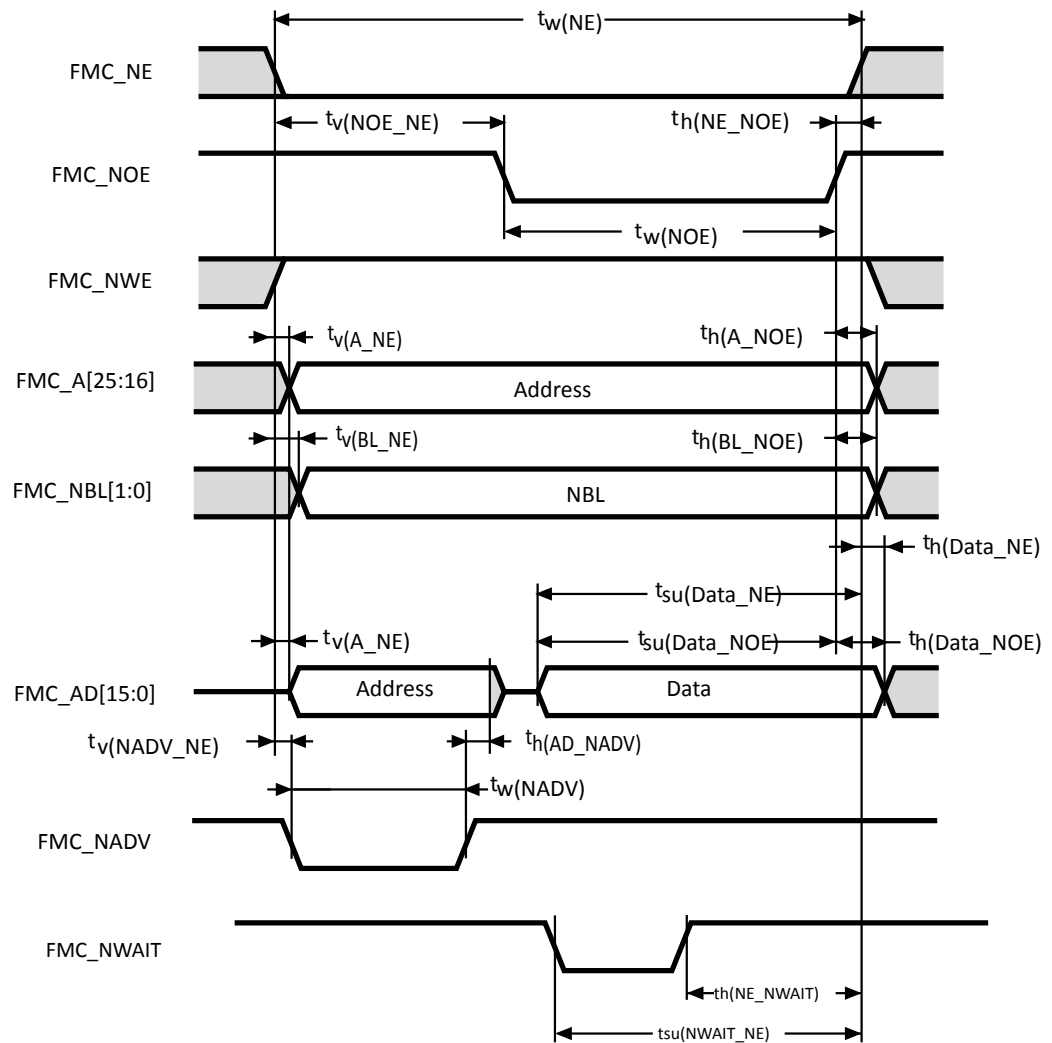 tw(NE)
FMC_NE
tv(NOE_NE)
th(NE_NOE)
FMC_NOE
tw(NOE)
FMC_NWE
tv(A_NE)
th(A_NOE)
FMC_A[25:16]
Address
tv(BL_NE)
th(BL_NOE)
FMC_NBL[1:0]
NBL
th(Data_NE)
tsu(Data_NE)
tv(A_NE)
tsu(Data_NOE)
th(Data_NOE)
FMC_AD[15:0]
Address
Data
tv(NADV_NE)
th(AD_NADV)
tw(NADV)
FMC_NADV
FMC_NWAIT
th(NE_NWAIT)
tsu(NWAIT_NE)